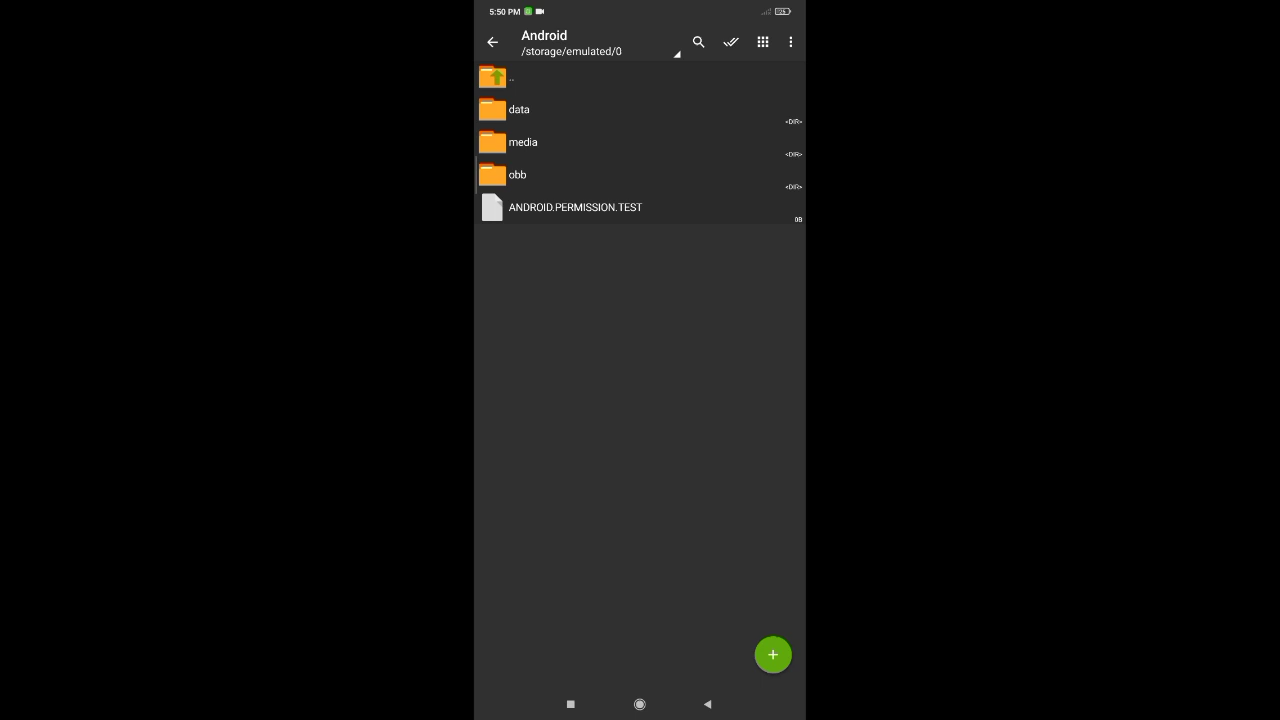 5:50 PM
Android
/storage/emulated/0
..
data
<DIR>
media
<DIR>
obb
<DIR>
ANDROID.PERMISSION.TEST
0B